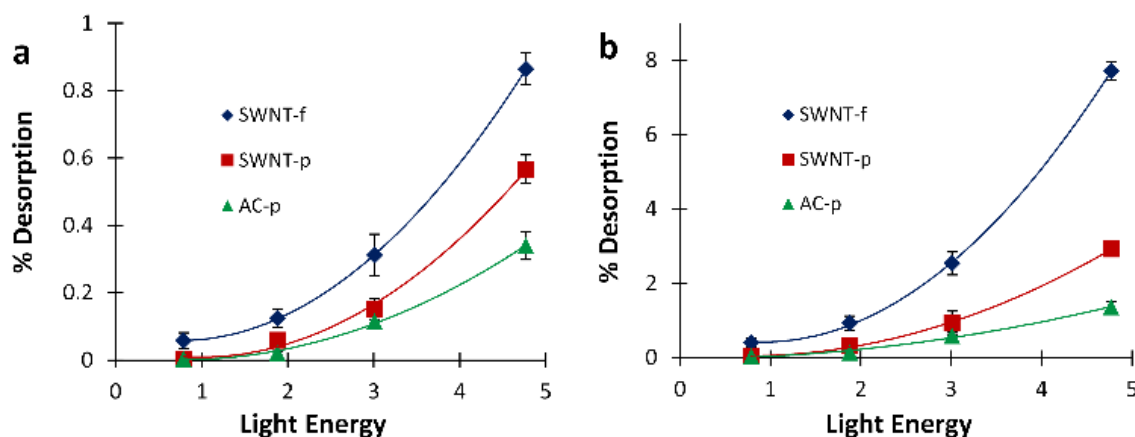 a
% Desorption
1
0.8
0.6
0.4
0.2
0
0 1 2 3 4 5
Light Energy
SWNT-f
SWNT-p
AC-p
b
% Desorption
8
6
4
2
0
0 1 2 3 4 5
Light Energy
SWNT-f
SWNT-p
AC-p